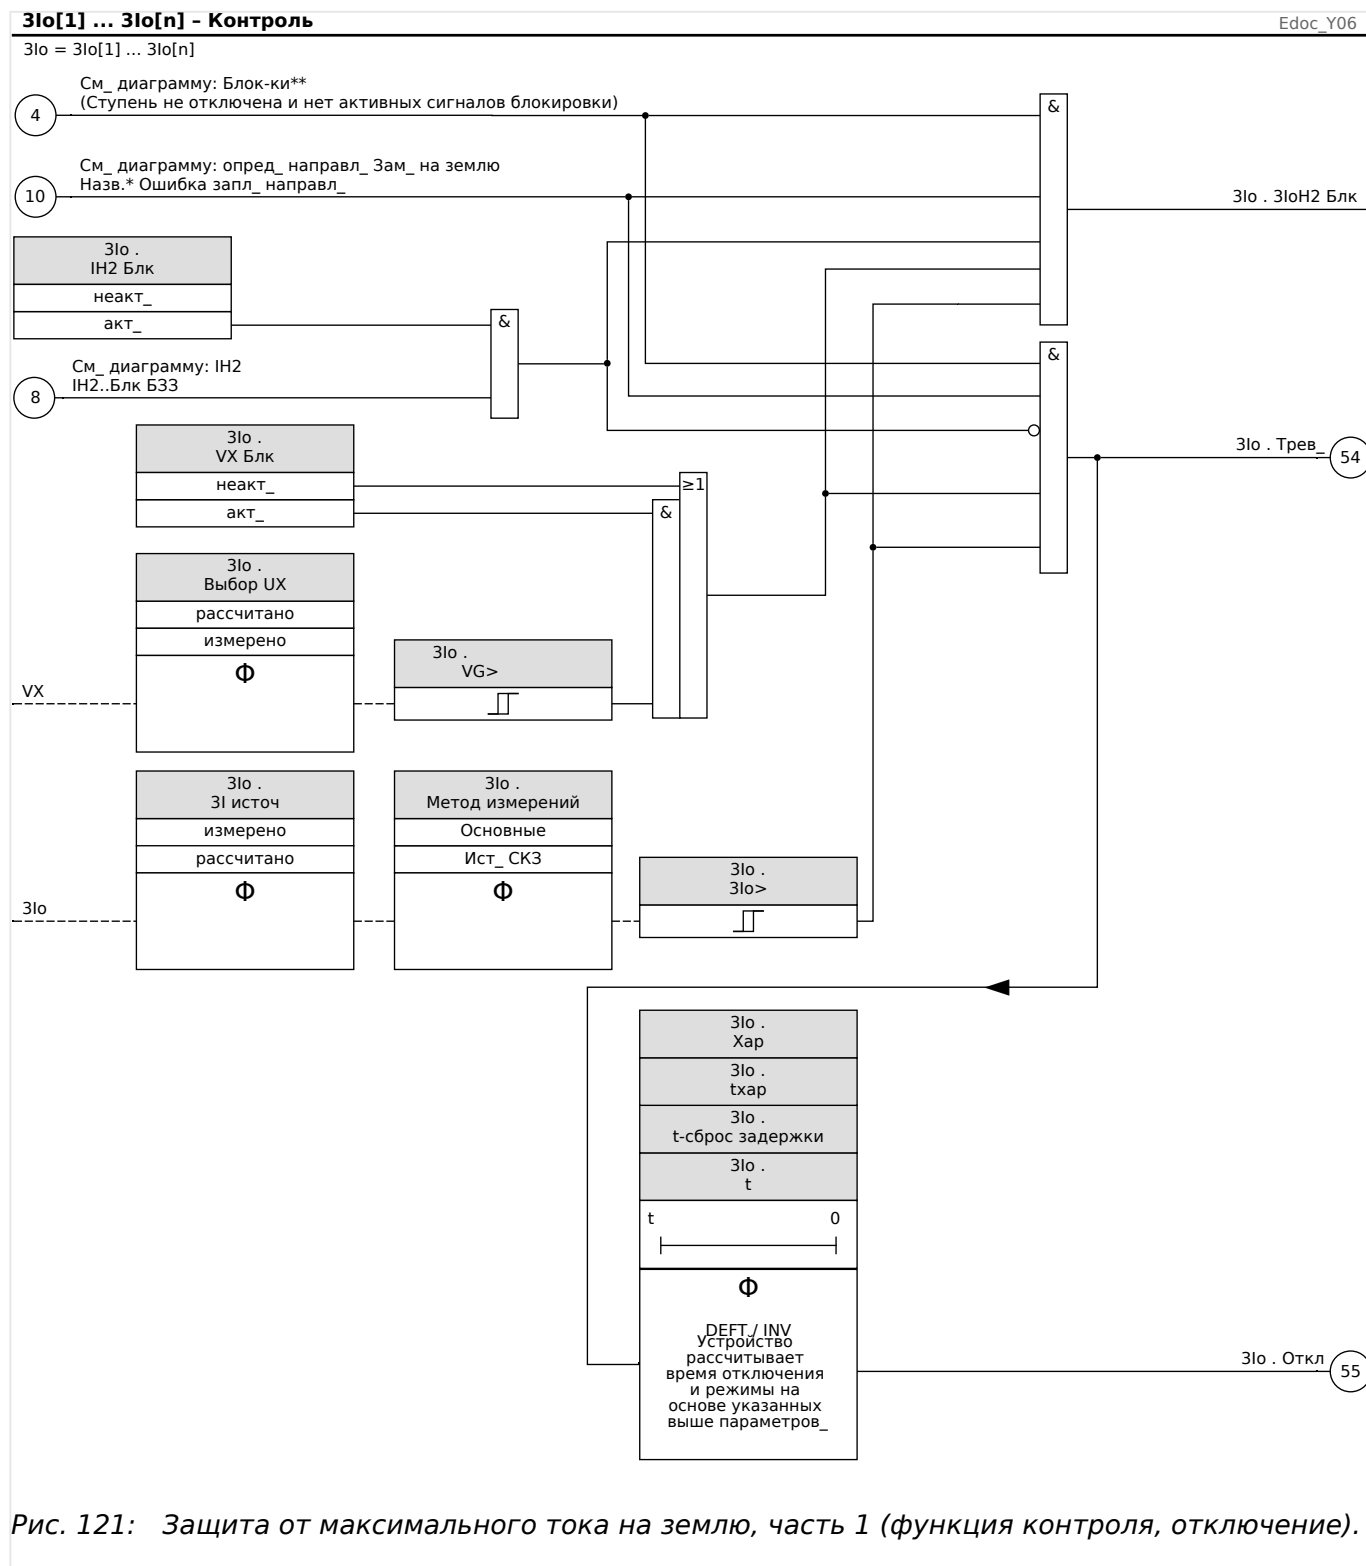 3Io[1] ... 3Io[n] – Контроль
Edoc_Y06
3Io = 3Io[1] ... 3Io[n]
См_ диаграмму: Блок-ки**
(Ступень не отключена и нет активных сигналов блокировки)
4
&
См_ диаграмму: опред_ направл_ Зам_ на землю
Назв.* Ошибка запл_ направл_
10
3Io . 3IoH2 Блк
3Io .
IH2 Блк
неакт_
акт_
&
См_ диаграмму: IH2
IH2..Блк БЗЗ
8
&
3Io .
VX Блк
неакт_
акт_
≥1
&
3Io . Трев_
54
3Io .
Выбор UX
рассчитано
измерено
Ф
VX
3Io .
VG>
3Io .
3I источ
измерено
рассчитано
Ф
3Io
3Io .
Метод измерений
Основные
Ист_ СКЗ
Ф
3Io .
3Io>
3Io .
Хар
3Io .
tхар
3Io .
t-сброс задержки
3Io .
t
t 0
Ф
DEFT / INV
Устройство
рассчитывает
время отключения
и режимы на
основе указанных
выше параметров_
3Io . Откл
55
Рис. 121: Защита от максимального тока на землю, часть 1 (функция контроля, отключение).